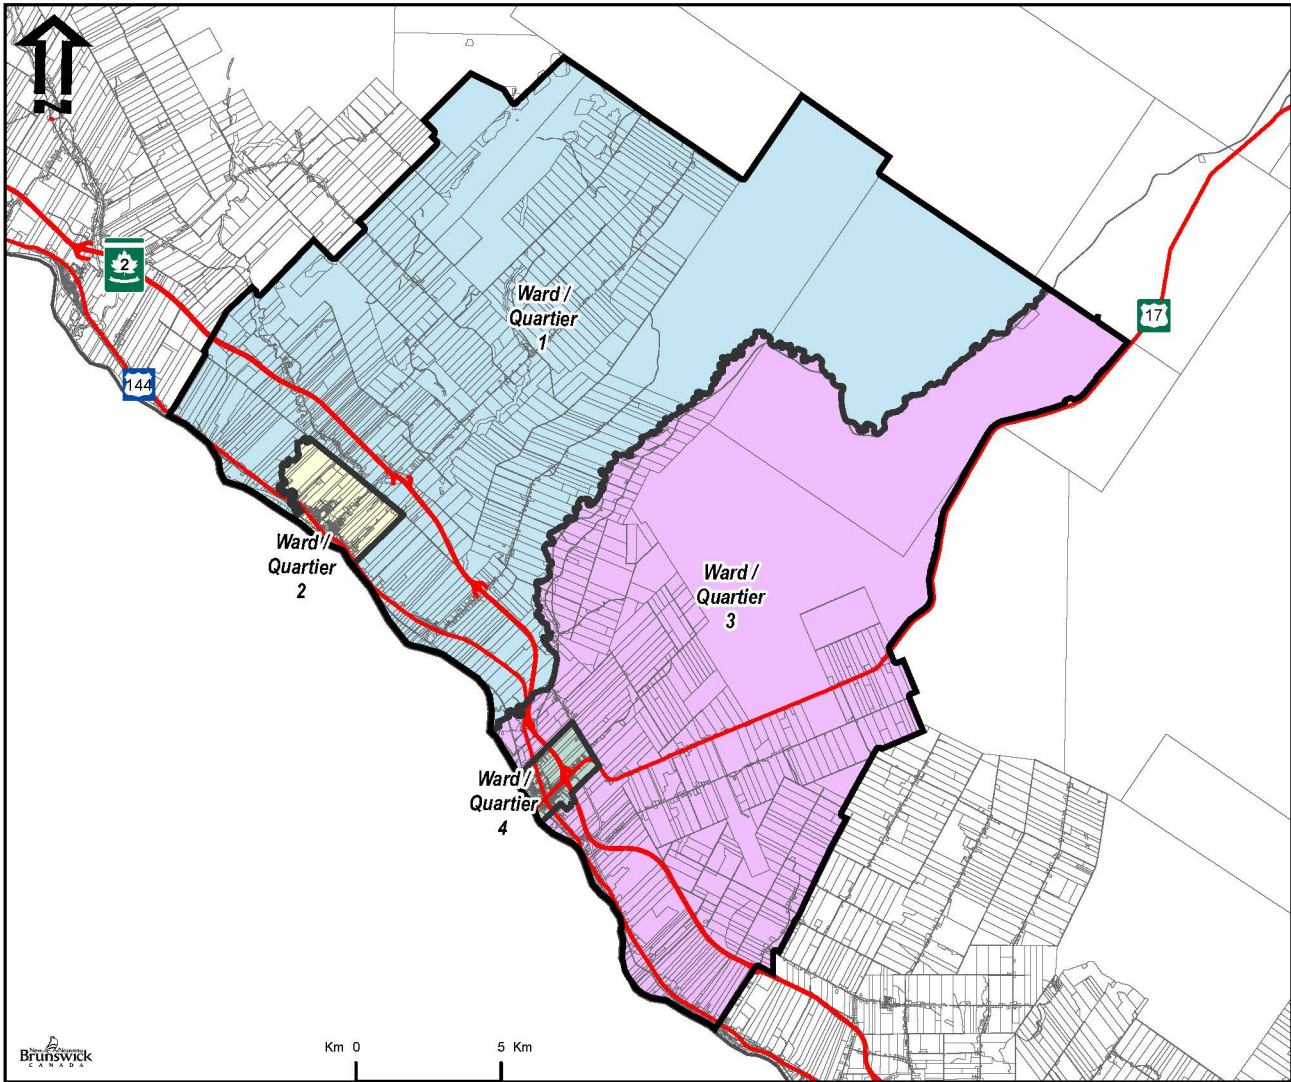 N
2
144
17
Ward /
Quartier
1
Ward /
Quartier
2
Ward /
Quartier
3
Ward /
Quartier
4
Km 0 5 Km
New Nouveau
Brunswick
CANADA